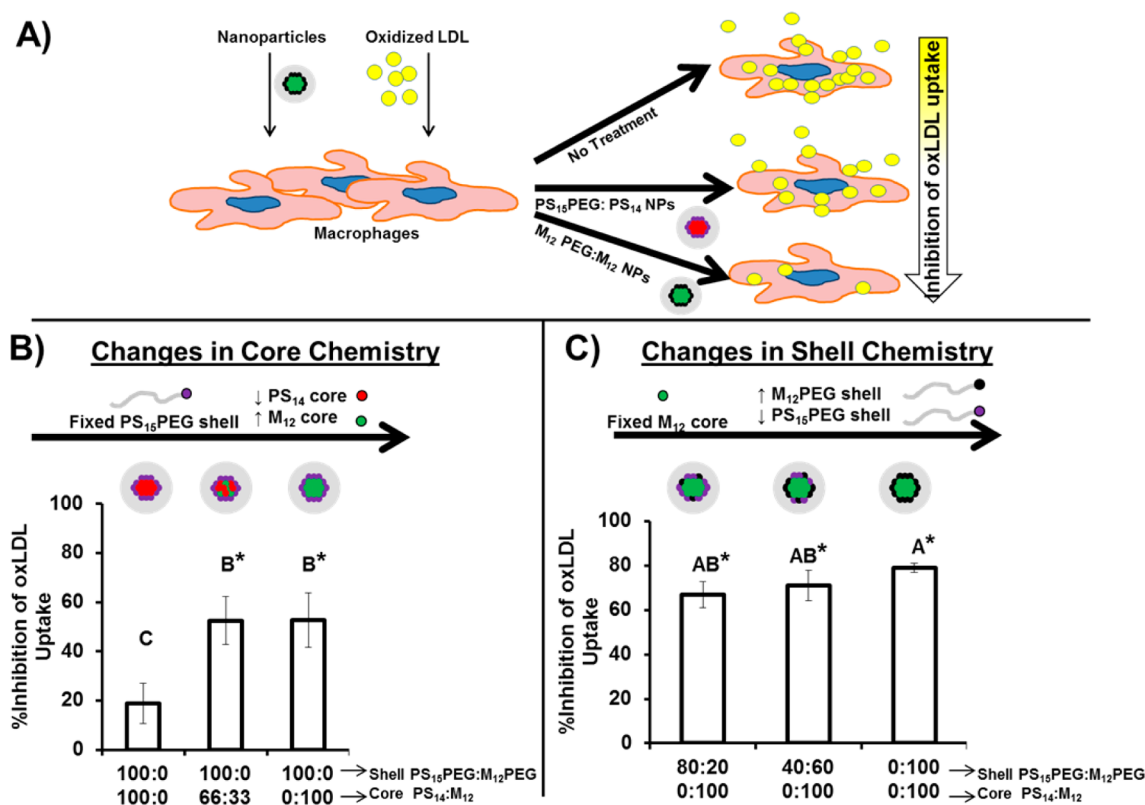 A)
Nanoparticles
Oxidized LDL
Macrophages
No Treatment
PS₁₅PEG: PS₁₄ NPs
M₁₂ PEG:M₁₂ NPs
Inhibition of oxLDL uptake
B)
Changes in Core Chemistry
Fixed PS₁₅PEG shell
↓ PS₁₄ core
↑ M₁₂ core
%Inhibition of oxLDL
Uptake
100
80
60
40
20
0
C
B*
B*
100:0 100:0 100:0 →Shell PS₁₅PEG:M₁₂PEG
100:0 66:33 0:100 →Core PS₁₄:M₁₂
C)
Changes in Shell Chemistry
Fixed M₁₂ core
↑ M₁₂PEG shell
↓ PS₁₅PEG shell
%Inhibition of oxLDL
Uptake
100
80
60
40
20
0
AB*
AB*
A*
80:20 40:60 0:100 →Shell PS₁₅PEG:M₁₂PEG
0:100 0:100 0:100 →Core PS₁₄:M₁₂